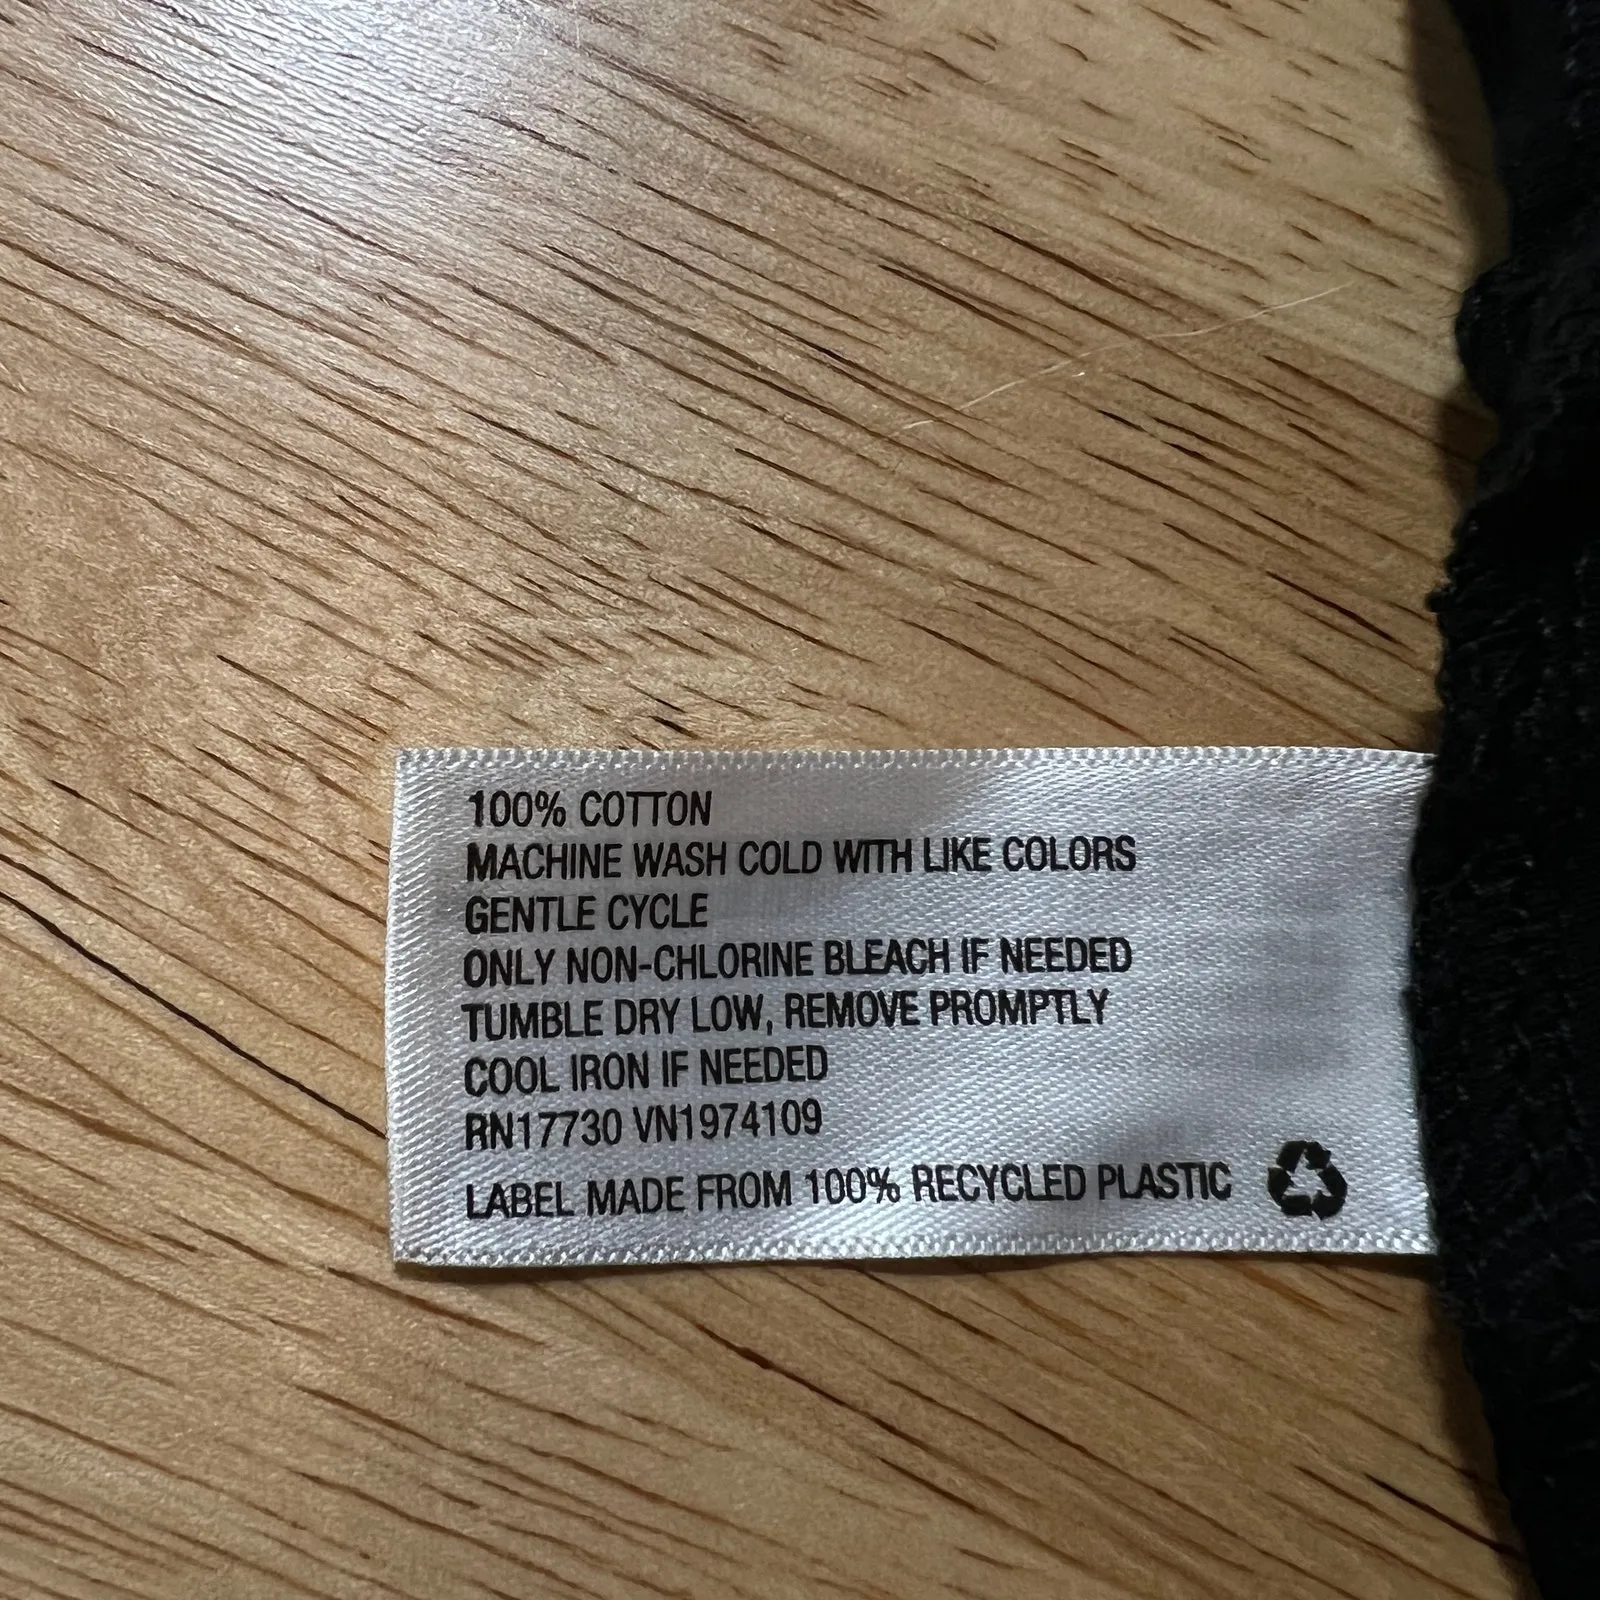 100% COTTON
MACHINE WASH COLD WITH LIKE COLORS
GENTLE CYCLE
ONLY NON-CHLORINE BLEACH IF NEEDED
TUMBLE DRY LOW, REMOVE PROMPTLY
COOL IRON IF NEEDED
RN17730 VN1974109
LABEL MADE FROM 100% RECYCLED PLASTIC